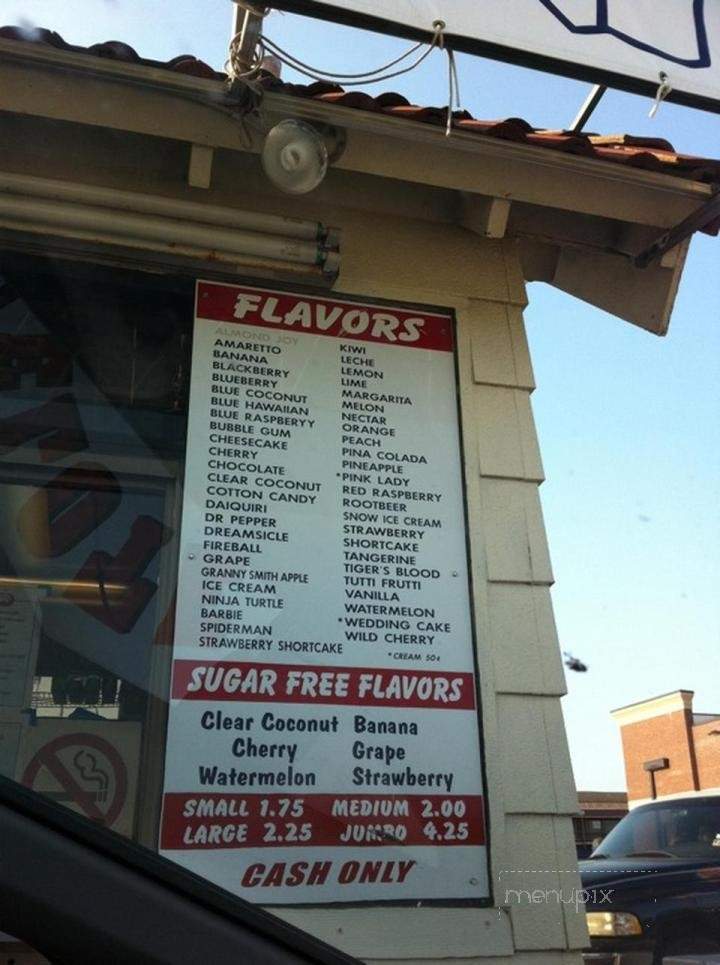 FLAVORS
ALMOND JOY
AMARETTO
BANANA
BLACKBERRY
BLUEBERRY
BLUE COCONUT
BLUE HAWAIIAN
BLUE RASPBERYY
BUBBLE GUM
CHEESECAKE
CHERRY
CHOCOLATE
CLEAR COCONUT
COTTON CANDY
DAIQUIRI
DR PEPPER
DREAMSICLE
FIREBALL
GRAPE
GRANNY SMITH APPLE
ICE CREAM
NINJA TURTLE
BARBIE
SPIDERMAN
STRAWBERRY SHORTCAKE
KIWI
LECHE
LEMON
LIME
MARGARITA
MELON
NECTAR
ORANGE
PEACH
PINA COLADA
PINEAPPLE
*PINK LADY
RED RASPBERRY
ROOTBEER
SNOW ICE CREAM
STRAWBERRY
SHORTCAKE
TANGERINE
TIGER'S BLOOD
TUTTI FRUTTI
VANILLA
WATERMELON
*WEDDING CAKE
WILD CHERRY
*CREAM 50¢
SUGAR FREE FLAVORS
Clear Coconut Banana
Cherry Grape
Watermelon Strawberry
SMALL 1.75 MEDIUM 2.00
LARGE 2.25 JUMBO 4.25
CASH ONLY
menupix